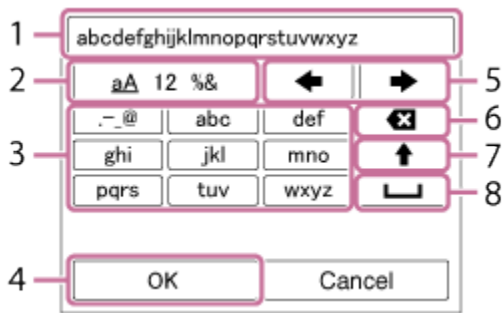 1 abcdefghijklmnopqrstuvwxyz
2 aA 12 %& 5
.-_@ abc def 6
3 ghi jkl mno 7
pqrs tuv wxyz 8
4 OK Cancel